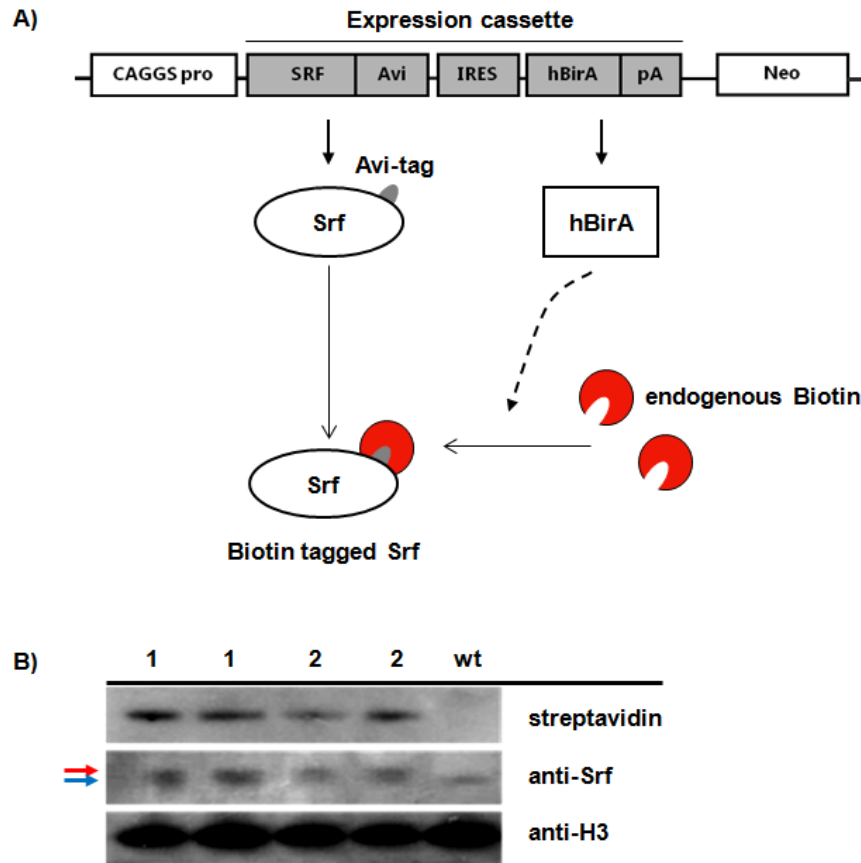 A)
Expression cassette
CAGGS pro SRF Avi IRES hBirA pA Neo
Avi-tag
Srf hBirA
endogenous Biotin
Srf
Biotin tagged Srf
B)
1 1 2 2 wt
streptavidin
anti-Srf
anti-H3